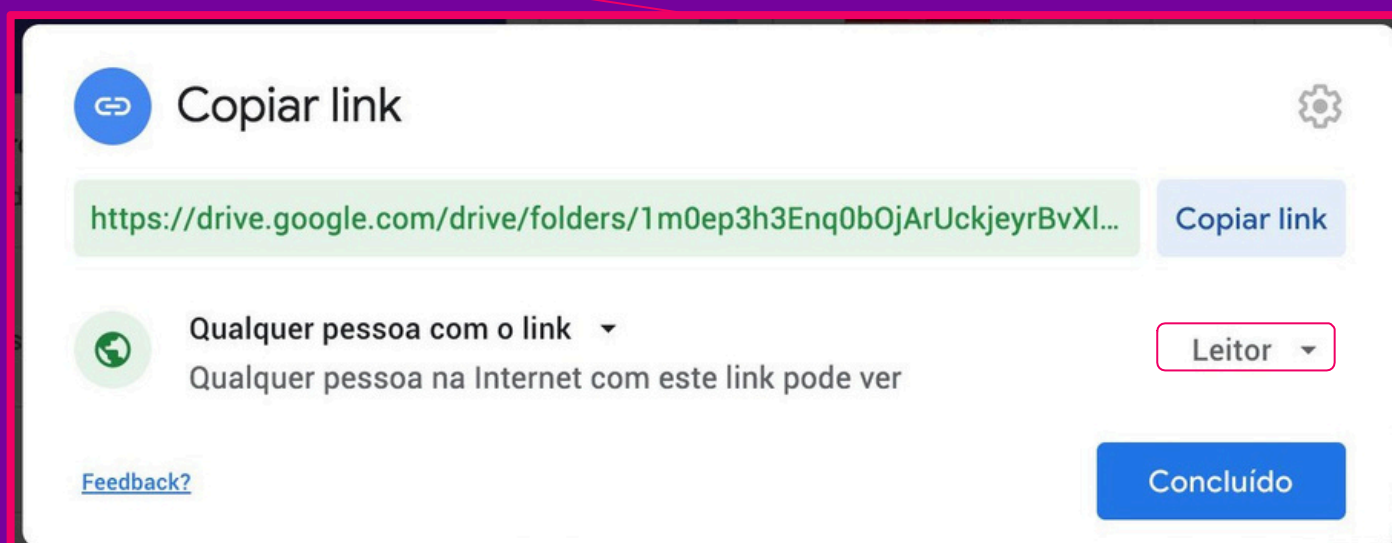 Copiar link
https://drive.google.com/drive/folders/1m0ep3h3Enq0bOjArUckjeyrBvXl...
Copiar link
Qualquer pessoa com o link
Qualquer pessoa na Internet com este link pode ver
Leitor
Feedback?
Concluído